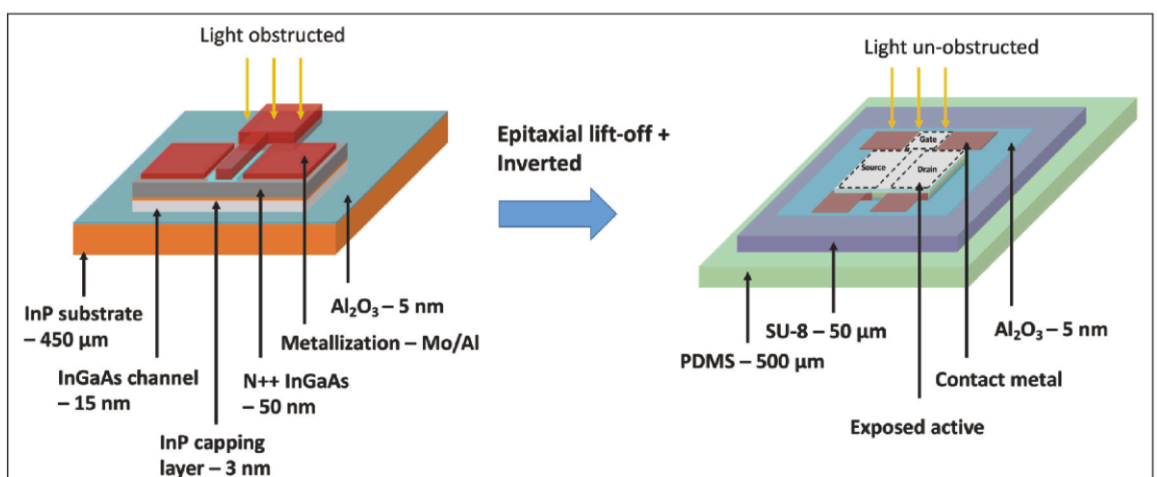 Light obstructed
InP substrate
– 450 µm
InGaAs channel
– 15 nm
InP capping
layer – 3 nm
N++ InGaAs
– 50 nm
Metallization – Mo/Al
Al₂O₃ – 5 nm
Epitaxial lift-off +
Inverted
Light un-obstructed
Gate
Source
Drain
PDMS – 500 µm
SU-8 – 50 µm
Exposed active
Contact metal
Al₂O₃ – 5 nm